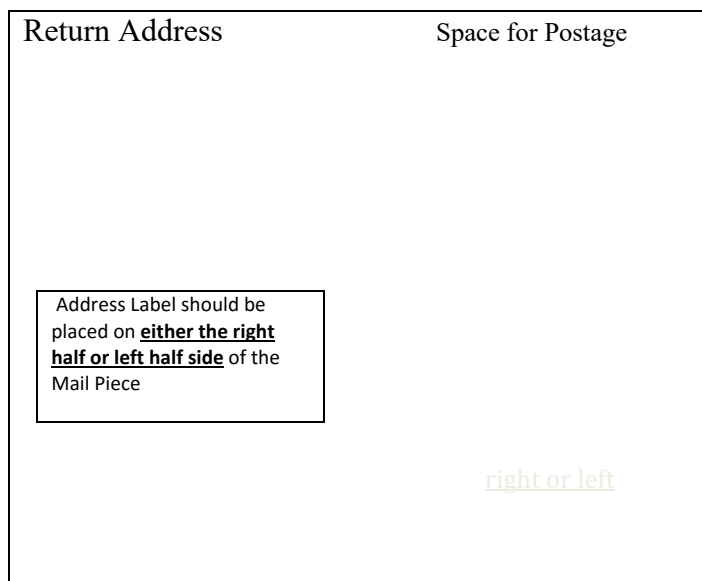 Return Address
Space for Postage
Address Label should be
placed on either the right
half or left half side of the
Mail Piece
right or left